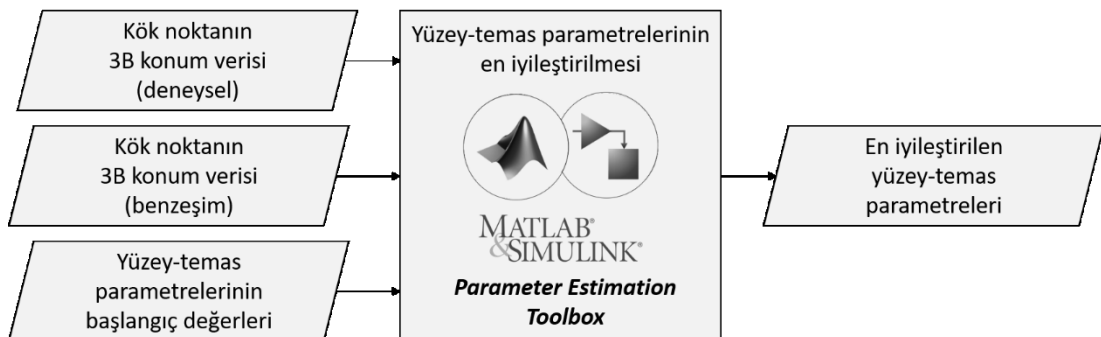 Kök noktanın
3B konum verisi
(deneysel)
Kök noktanın
3B konum verisi
(benzeşim)
Yüzey-temas
parametrelerinin
başlangıç değerleri
Yüzey-temas parametrelerinin
en iyileştirilmesi
MATLAB®
&SIMULINK®
Parameter Estimation
Toolbox
En iyileştirilen
yüzey-temas
parametreleri